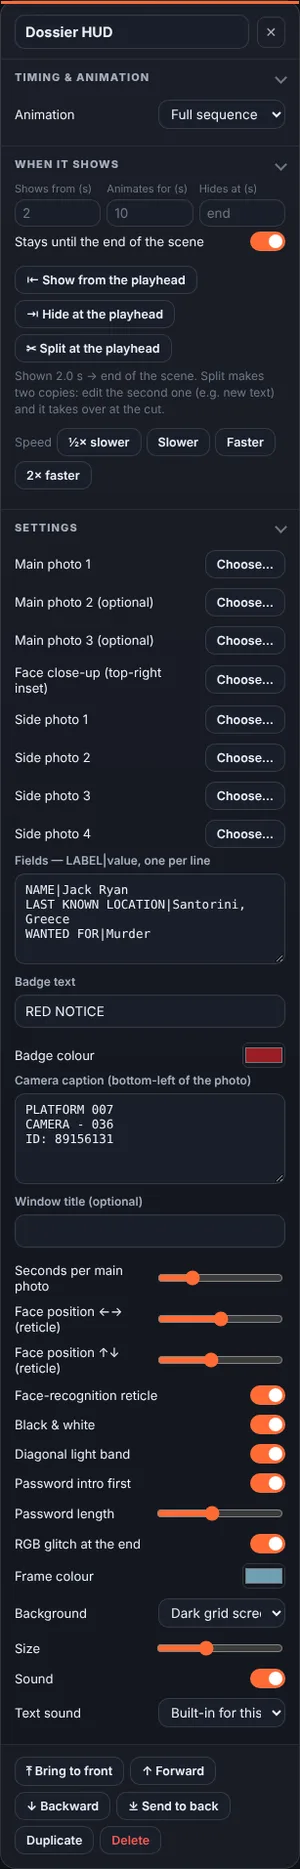 Dossier HUD
✕
TIMING & ANIMATION
Animation
Full sequence
WHEN IT SHOWS
Shows from (s)
Animates for (s)
Hides at (s)
2
10
end
Stays until the end of the scene
⇤ Show from the playhead
⇥ Hide at the playhead
✂ Split at the playhead
Shown 2.0 s → end of the scene. Split makes
two copies: edit the second one (e.g. new text)
and it takes over at the cut.
Speed
½× slower
Slower
Faster
2× faster
SETTINGS
Main photo 1
Choose…
Main photo 2 (optional)
Choose…
Main photo 3 (optional)
Choose…
Face close-up (top-right
inset)
Choose…
Side photo 1
Choose…
Side photo 2
Choose…
Side photo 3
Choose…
Side photo 4
Choose…
Fields — LABEL|value, one per line
NAME|Jack Ryan
LAST KNOWN LOCATION|Santorini,
Greece
WANTED FOR|Murder
Badge text
RED NOTICE
Badge colour
Camera caption (bottom-left of the photo)
PLATFORM 007
CAMERA - 036
ID: 89156131
Window title (optional)
Seconds per main
photo
Face position ←→
(reticle)
Face position ↑↓
(reticle)
Face-recognition reticle
Black & white
Diagonal light band
Password intro first
Password length
RGB glitch at the end
Frame colour
Background
Dark grid scree
Size
Sound
Text sound
Built-in for this
⤒ Bring to front
↑ Forward
↓ Backward
⤓ Send to back
Duplicate
Delete